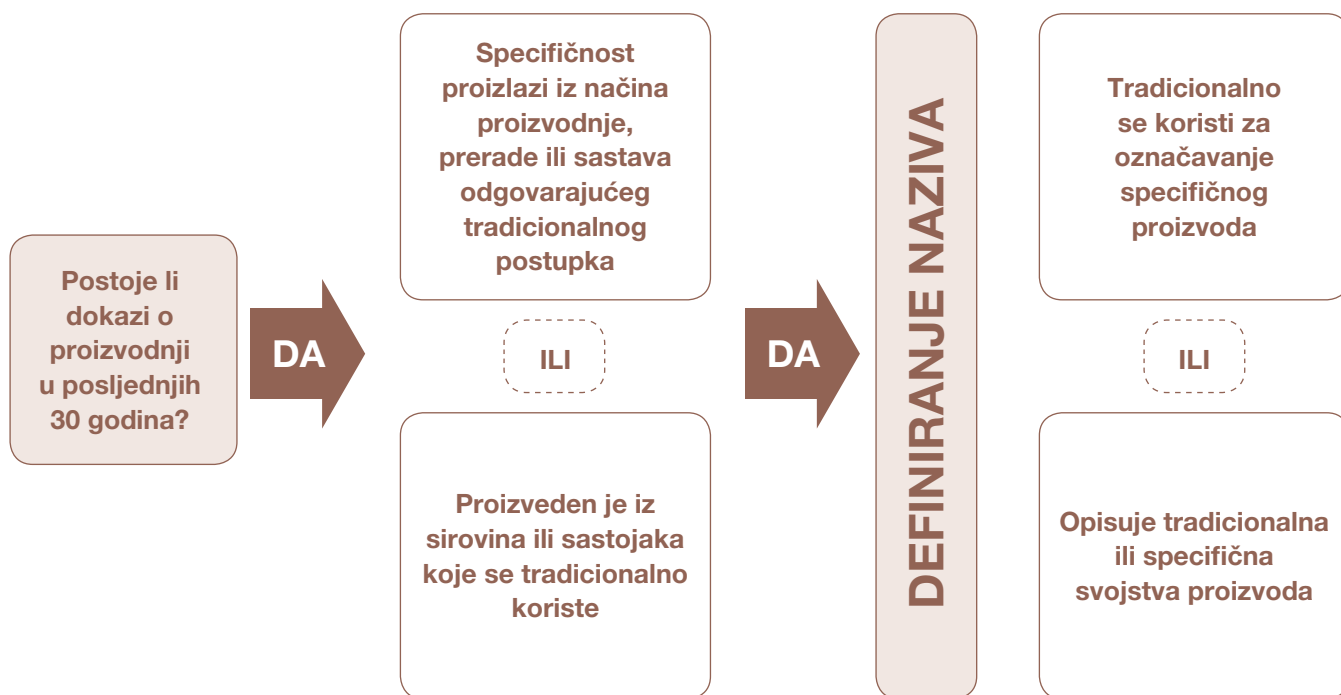 Postoje li
dokazi o
proizvodnji
u posljednjih
30 godina?
DA
Specifičnost
proizlazi iz načina
proizvodnje,
prerade ili sastava
odgovarajućeg
tradicionalnog
postupka
ILI
Proizveden je iz
sirovina ili sastojaka
koje se tradicionalno
koriste
DA
DEFINIRANJE NAZIVA
Tradicionalno
se koristi za
označavanje
specifičnog
proizvoda
ILI
Opisuje tradicionalna
ili specifična
svojstva proizvoda